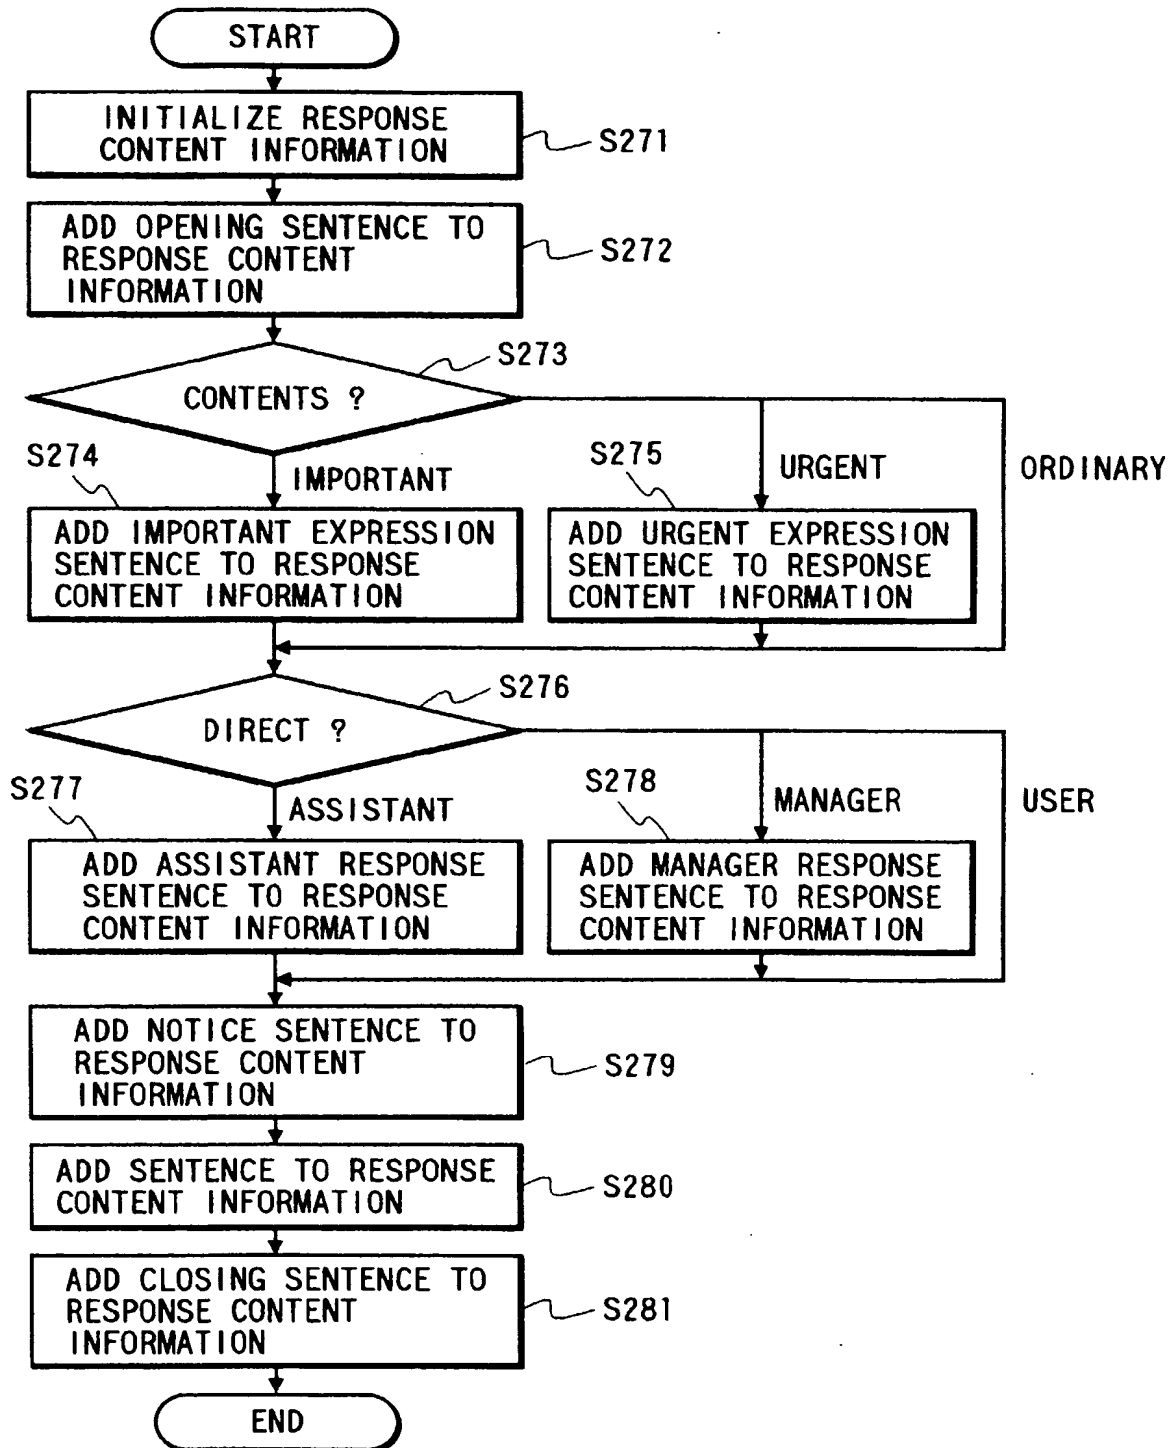 START
INITIALIZE RESPONSE
CONTENT INFORMATION
S271
ADD OPENING SENTENCE TO
RESPONSE CONTENT
INFORMATION
S272
CONTENTS ?
S273
S274
IMPORTANT
S275
URGENT
ORDINARY
ADD IMPORTANT EXPRESSION
SENTENCE TO RESPONSE
CONTENT INFORMATION
ADD URGENT EXPRESSION
SENTENCE TO RESPONSE
CONTENT INFORMATION
DIRECT ?
S276
S277
ASSISTANT
S278
MANAGER
USER
ADD ASSISTANT RESPONSE
SENTENCE TO RESPONSE
CONTENT INFORMATION
ADD MANAGER RESPONSE
SENTENCE TO RESPONSE
CONTENT INFORMATION
ADD NOTICE SENTENCE TO
RESPONSE CONTENT
INFORMATION
S279
ADD SENTENCE TO RESPONSE
CONTENT INFORMATION
S280
ADD CLOSING SENTENCE TO
RESPONSE CONTENT
INFORMATION
S281
END